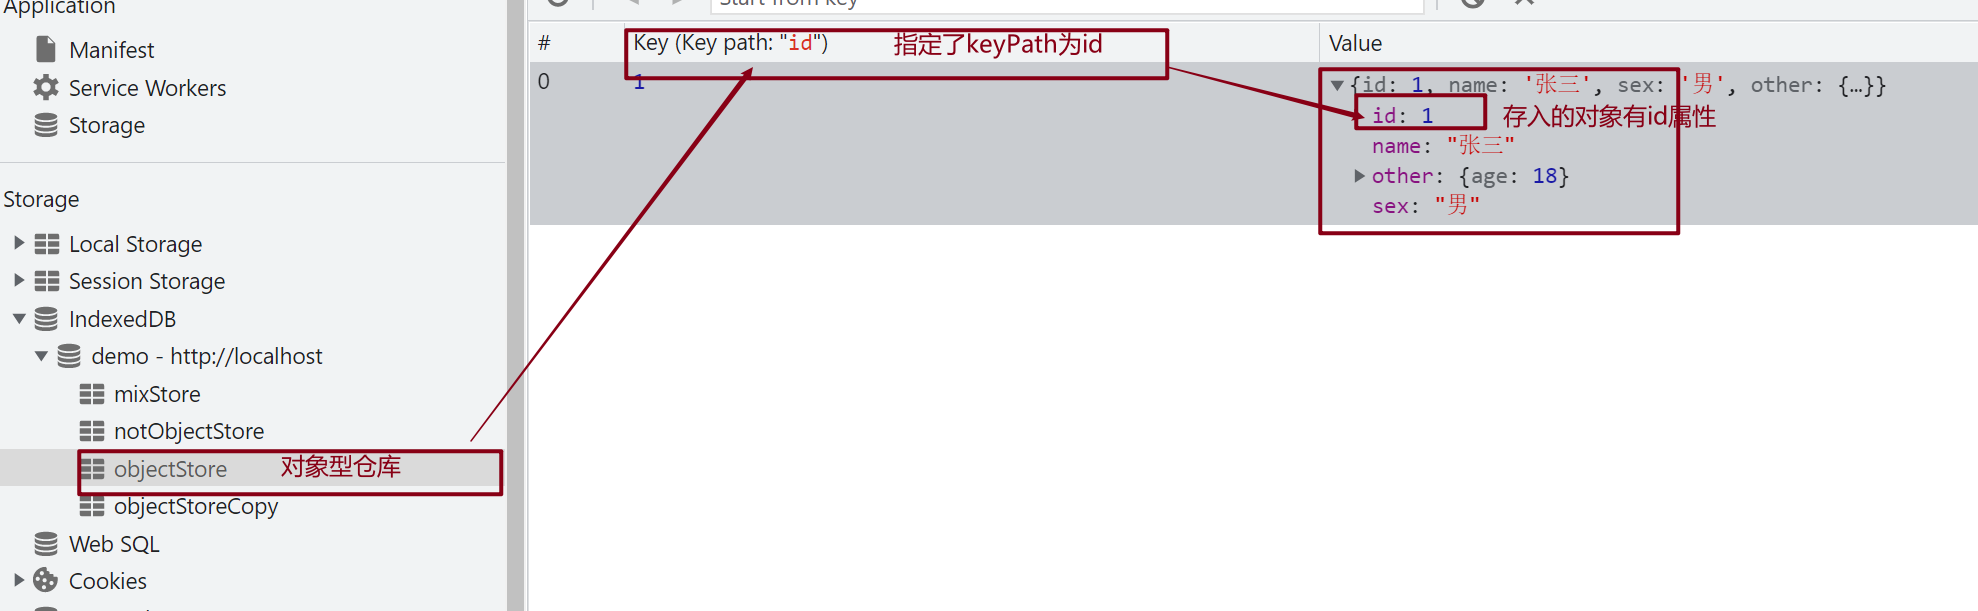 Application
Manifest
Service Workers
Storage
Storage
Local Storage
Session Storage
IndexedDB
demo - http://localhost
mixStore
notObjectStore
objectStore 对象型仓库
objectStoreCopy
Web SQL
Cookies
Start from key
# Key (Key path: "id") 指定了keyPath为id Value
0 1 {id: 1, name: '张三', sex: '男', other: {…}}
id: 1 存入的对象有id属性
name: "张三"
other: {age: 18}
sex: "男"